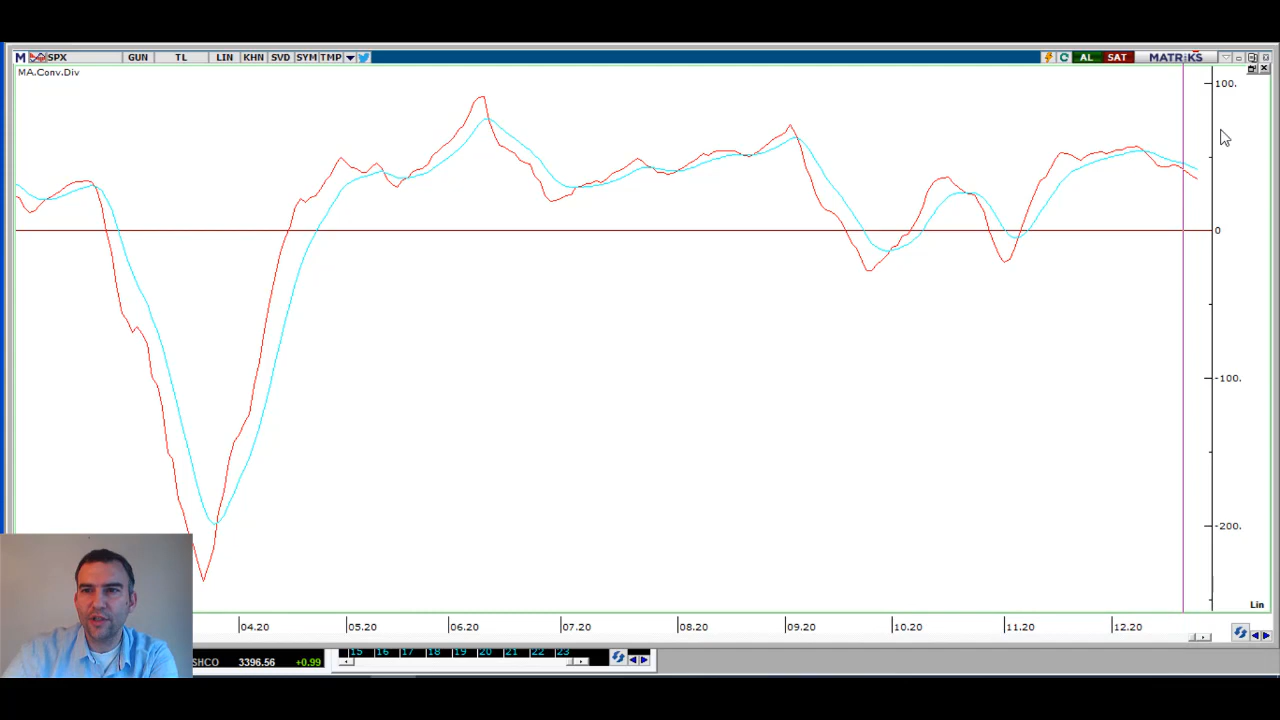 M SPX GUN TL LIN KHN SVD SYM TMP AL SAT MATRiKS
MA.Conv.Div
100.
0
-100.
-200.
Lin
04.20 05.20 06.20 07.20 08.20 09.20 10.20 11.20 12.20
15 16 17 18 19 20 21 22 23
SHCO 3396.56 +0.99